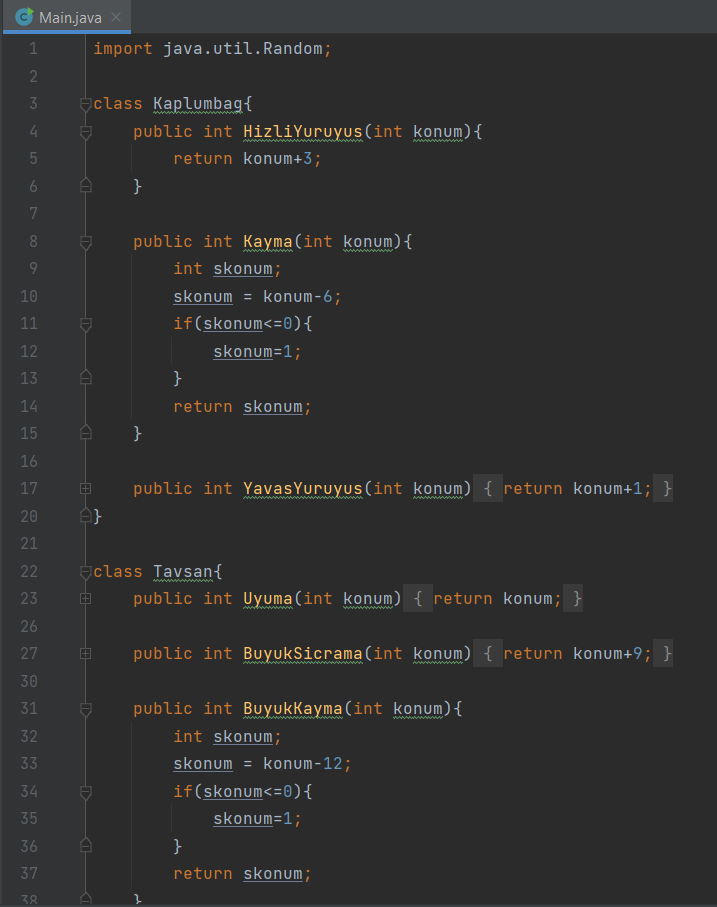 Main.java
1 import java.util.Random;
2
3 class Kaplumbag{
4 public int HizliYuruyus(int konum){
5 return konum+3;
6 }
7
8 public int Kayma(int konum){
9 int skonum;
10 skonum = konum-6;
11 if(skonum<=0){
12 skonum=1;
13 }
14 return skonum;
15 }
16
17 public int YavasYuruyus(int konum) { return konum+1; }
20 }
21
22 class Tavsan{
23 public int Uyuma(int konum) { return konum; }
26
27 public int BuyukSicrama(int konum) { return konum+9; }
30
31 public int BuyukKayma(int konum){
32 int skonum;
33 skonum = konum-12;
34 if(skonum<=0){
35 skonum=1;
36 }
37 return skonum;
38 }